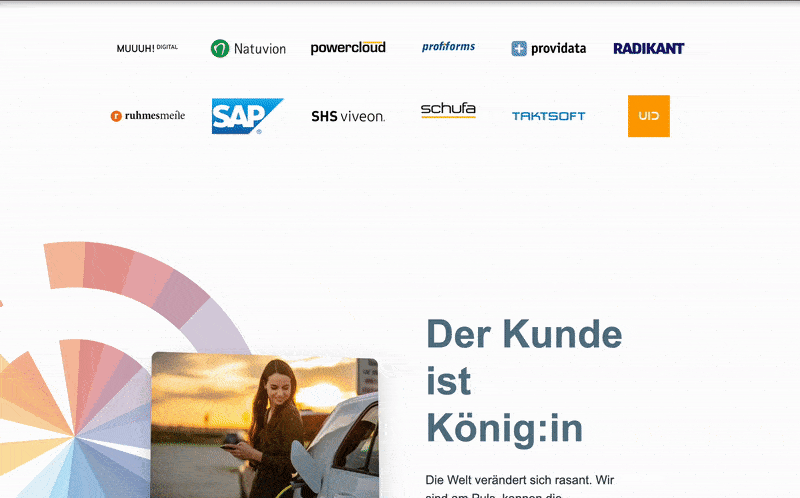 MUUUH! DIGITAL
Natuvion
powercloud
profiforms
providata
RADIKANT
r ruhmesmeile
SAP®
SHS viveon.
schufa
TAKTSOFT
UID
Der Kunde
ist
König:in
Die Welt verändert sich rasant. Wir
sind am Puls, kennen die